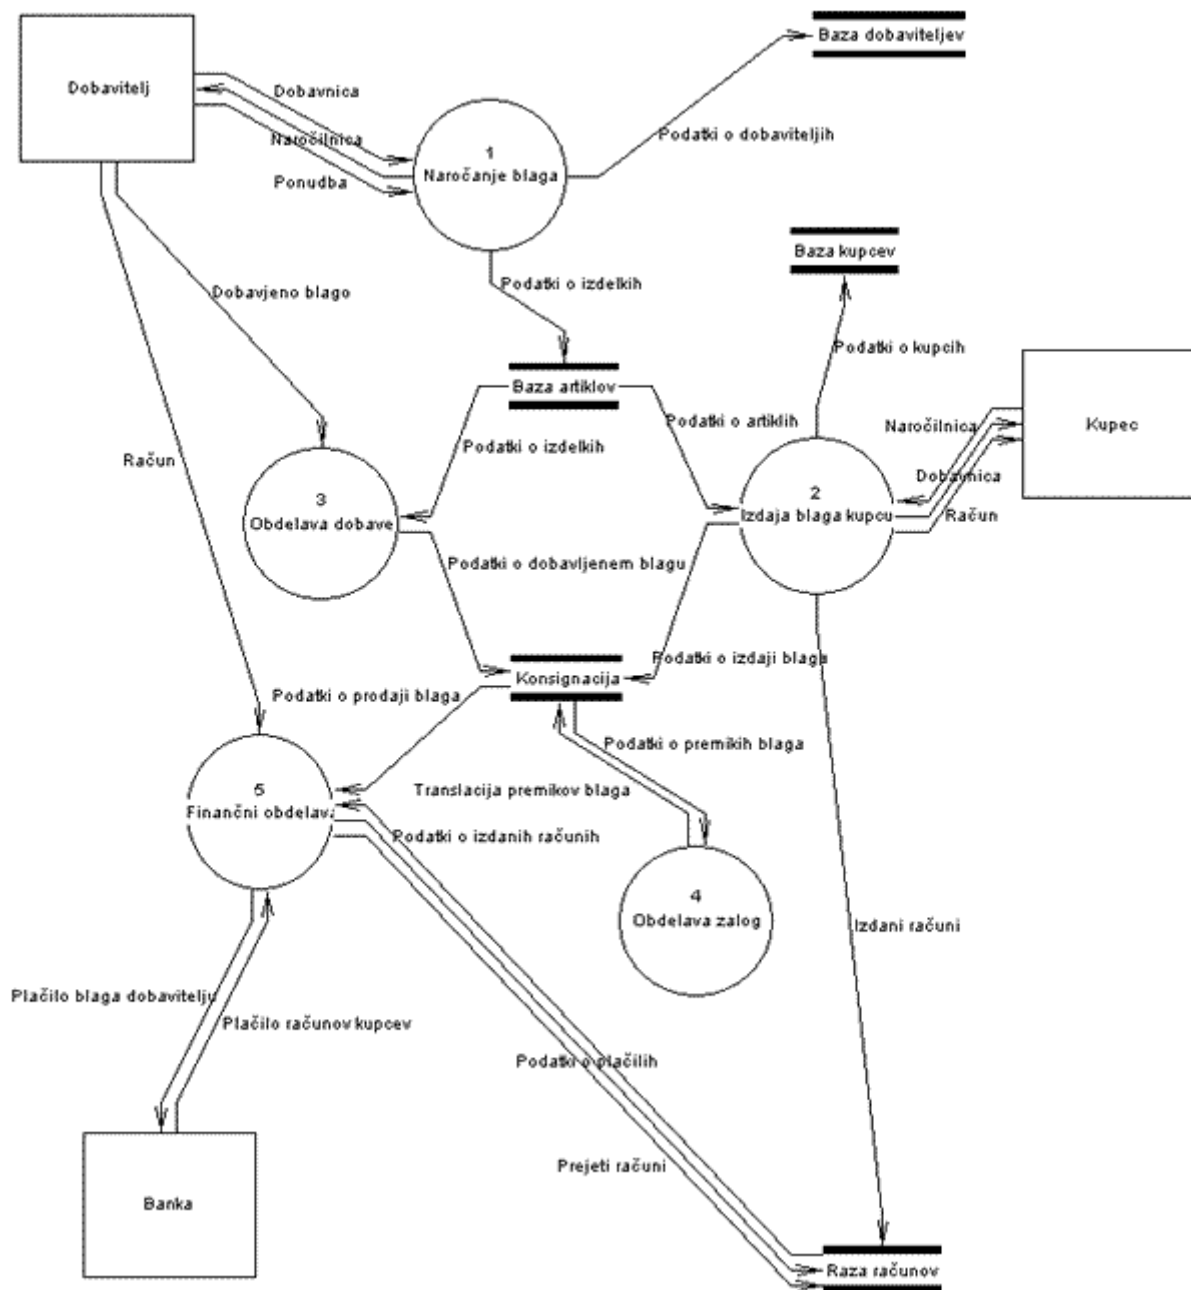 Baza dobaviteljev
Dobavitelj
Dobavnica
Podatki o dobaviteljih
Naročilnica
1
Naročanje blaga
Ponudba
Baza kupcev
Podatki o izdelkih
Dobavjeno blago
Podatki o kupcih
Baza artiklov
Podatki o artiklih
Naročilnica
Kupec
Podatki o izdelkih
Račun
Dobavnica
3
Obdelava dobave
2
Izdaja blaga kupcu
Račun
Podatki o dobavljenem blagu
Podatki o izdaji blaga
Konsignacija
Podatki o prodaji blaga
Podatki o premikih blaga
Translacija premikov blaga
5
Finančni obdelava
Podatki o izdanih računih
4
Obdelava zalog
Izdani računi
Plačilo blaga dobavitelju
Plačilo računov kupcev
Podatki o plačilih
Prejeti računi
Banka
Raza računov